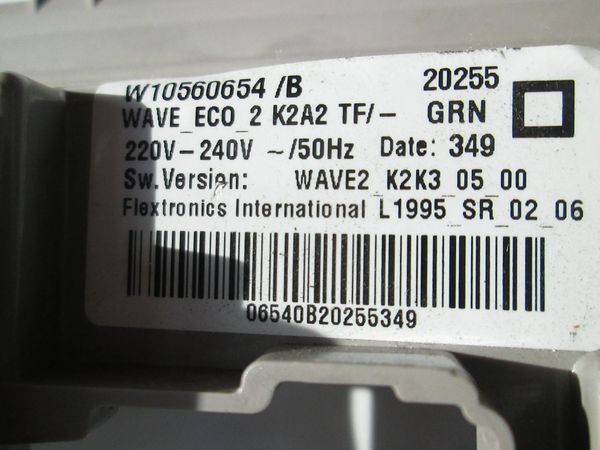 W10560654 /B 20255
WAVE_ECO_2 K2A2 TF/- GRN
220V-240V ~/50Hz Date: 349
Sw.Version: WAVE2_K2K3_05_00
Flextronics International L1995_SR_02_06
06540B20255349